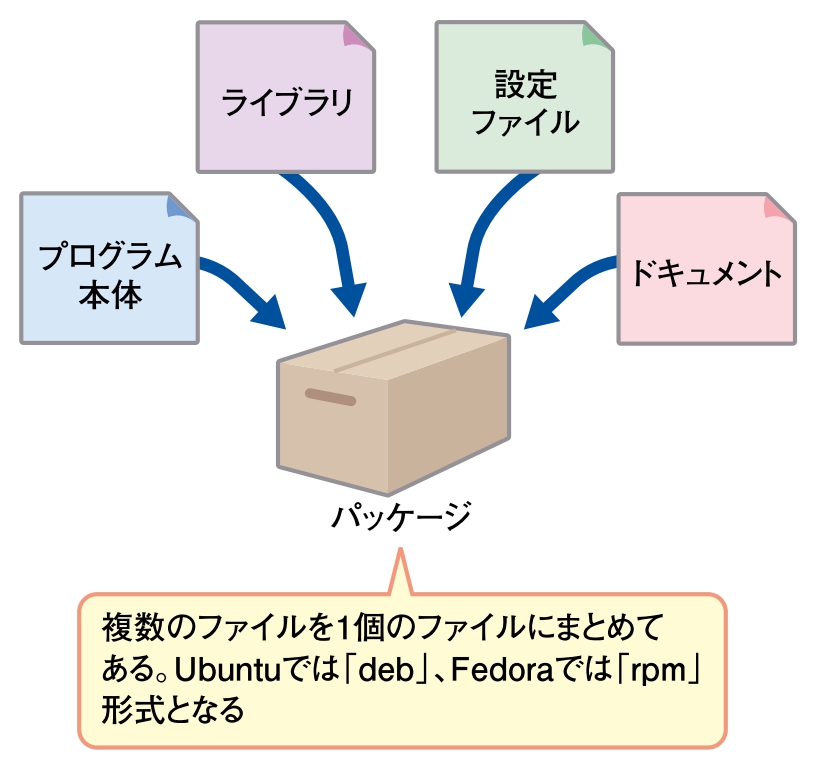 ライブラリ
設定
ファイル
プログラム
本体
ドキュメント
パッケージ
複数のファイルを1個のファイルにまとめて
ある。Ubuntuでは「deb」、Fedoraでは「rpm」
形式となる